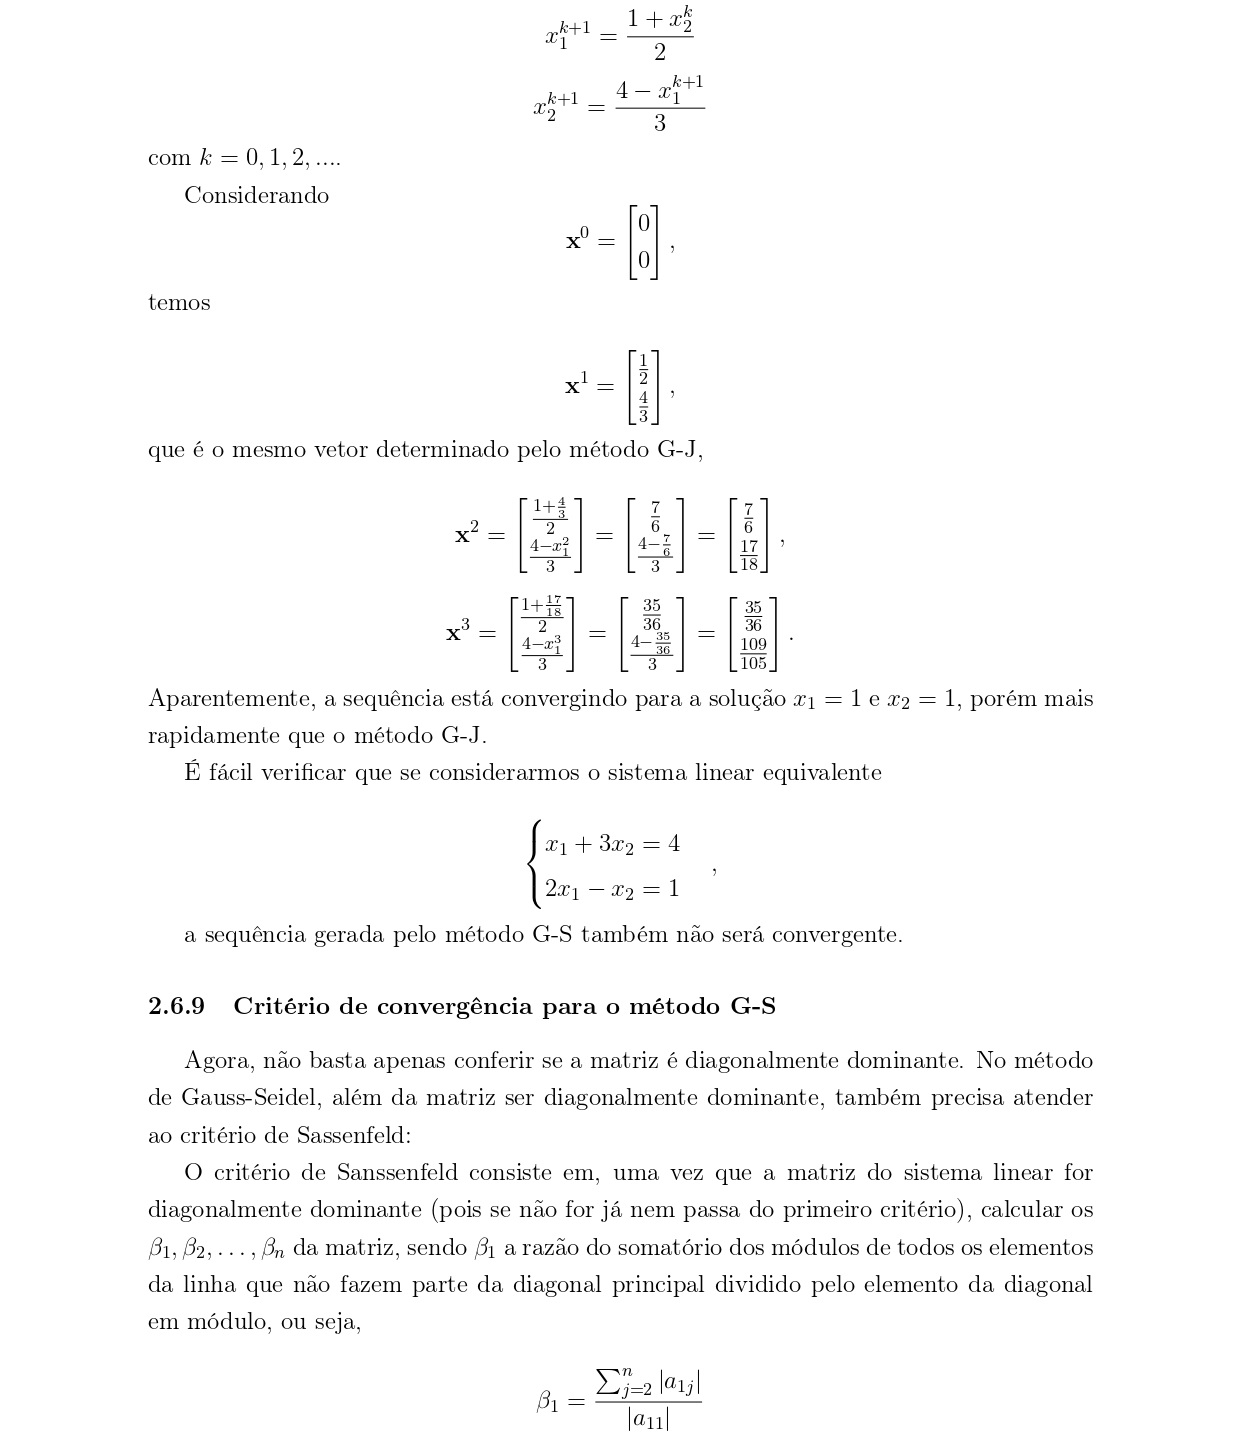 x_1^{k+1} = \frac{1 + x_2^k}{2}
x_2^{k+1} = \frac{4 - x_1^{k+1}}{3}
com k = 0, 1, 2, ....
Considerando
\mathbf{x}^0 = \begin{bmatrix} 0 \\ 0 \end{bmatrix},
temos
\mathbf{x}^1 = \begin{bmatrix} \frac{1}{2} \\ \frac{4}{3} \end{bmatrix},
que é o mesmo vetor determinado pelo método G-J,
\mathbf{x}^2 = \begin{bmatrix} \frac{1+\frac{4}{3}}{2} \\ \frac{4-x_1^2}{3} \end{bmatrix} = \begin{bmatrix} \frac{7}{6} \\ \frac{4-\frac{7}{6}}{3} \end{bmatrix} = \begin{bmatrix} \frac{7}{6} \\ \frac{17}{18} \end{bmatrix},
\mathbf{x}^3 = \begin{bmatrix} \frac{1+\frac{17}{18}}{2} \\ \frac{4-x_1^3}{3} \end{bmatrix} = \begin{bmatrix} \frac{35}{36} \\ \frac{4-\frac{35}{36}}{3} \end{bmatrix} = \begin{bmatrix} \frac{35}{36} \\ \frac{109}{105} \end{bmatrix}.
Aparentemente, a sequência está convergindo para a solução x_1 = 1 e x_2 = 1, porém mais
rapidamente que o método G-J.
É fácil verificar que se considerarmos o sistema linear equivalente
\begin{cases} x_1 + 3x_2 = 4 \\ 2x_1 - x_2 = 1 \end{cases},
a sequência gerada pelo método G-S também não será convergente.
2.6.9 Critério de convergência para o método G-S
Agora, não basta apenas conferir se a matriz é diagonalmente dominante. No método
de Gauss-Seidel, além da matriz ser diagonalmente dominante, também precisa atender
ao critério de Sassenfeld:
O critério de Sanssenfeld consiste em, uma vez que a matriz do sistema linear for
diagonalmente dominante (pois se não for já nem passa do primeiro critério), calcular os
β_1, β_2, . . . , β_n da matriz, sendo β_1 a razão do somatório dos módulos de todos os elementos
da linha que não fazem parte da diagonal principal dividido pelo elemento da diagonal
em módulo, ou seja,
β_1 = \frac{\sum_{j=2}^{n} |a_{1j}|}{|a_{11}|}